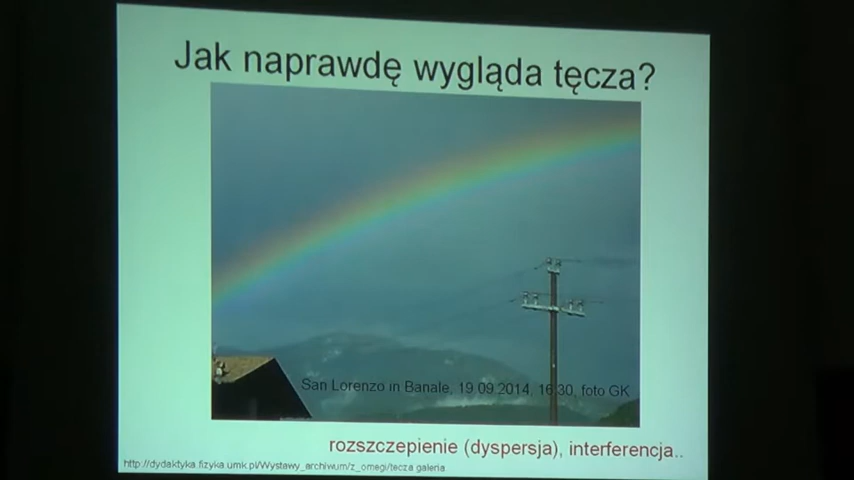 Jak naprawdę wygląda tęcza?
San Lorenzo in Banale, 19.09.2014, 16.30, foto GK
rozszczepienie (dyspersja), interferencja..
http://dydaktyka.fizyka.umk.pl/Wystawy_archiwum/z_omegi/tecza galeria